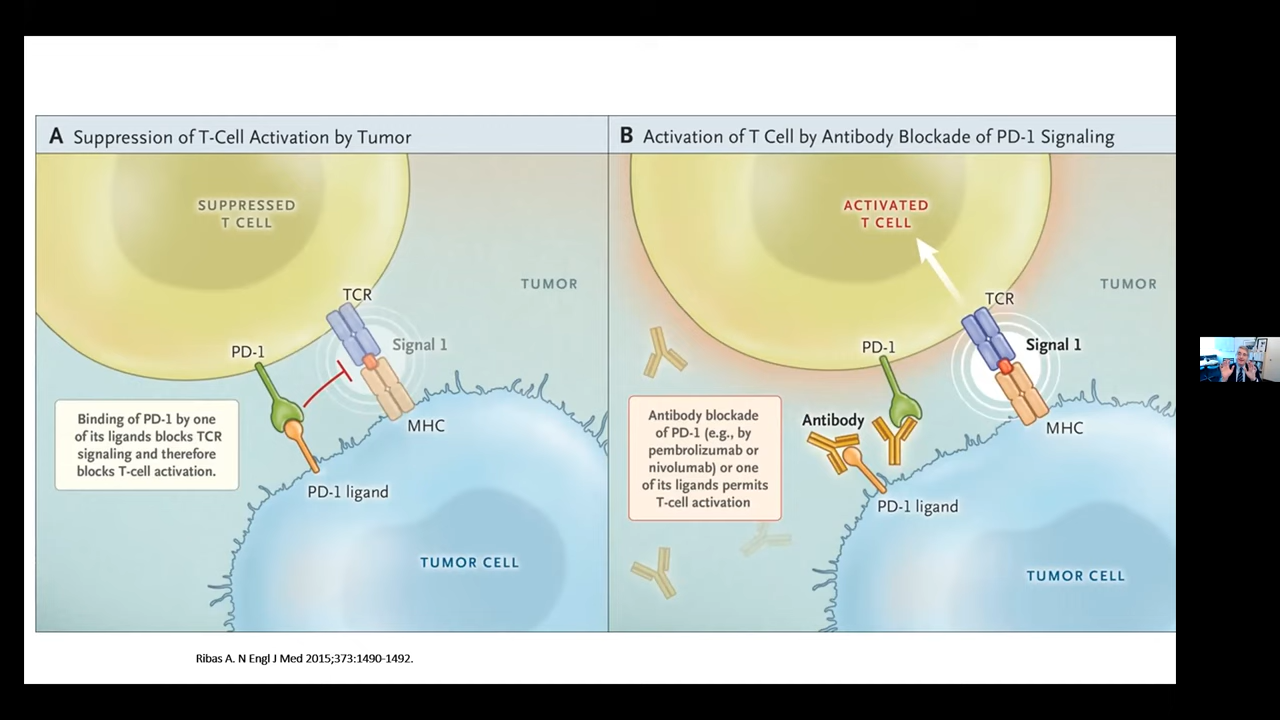 A Suppression of T-Cell Activation by Tumor
SUPPRESSED
T CELL
TUMOR
TCR
Signal 1
PD-1
MHC
Binding of PD-1 by one
of its ligands blocks TCR
signaling and therefore
blocks T-cell activation.
PD-1 ligand
TUMOR CELL
B Activation of T Cell by Antibody Blockade of PD-1 Signaling
ACTIVATED
T CELL
TUMOR
TCR
Signal 1
PD-1
Antibody
MHC
Antibody blockade
of PD-1 (e.g., by
pembrolizumab or
nivolumab) or one
of its ligands permits
T-cell activation
PD-1 ligand
TUMOR CELL
Ribas A. N Engl J Med 2015;373:1490-1492.